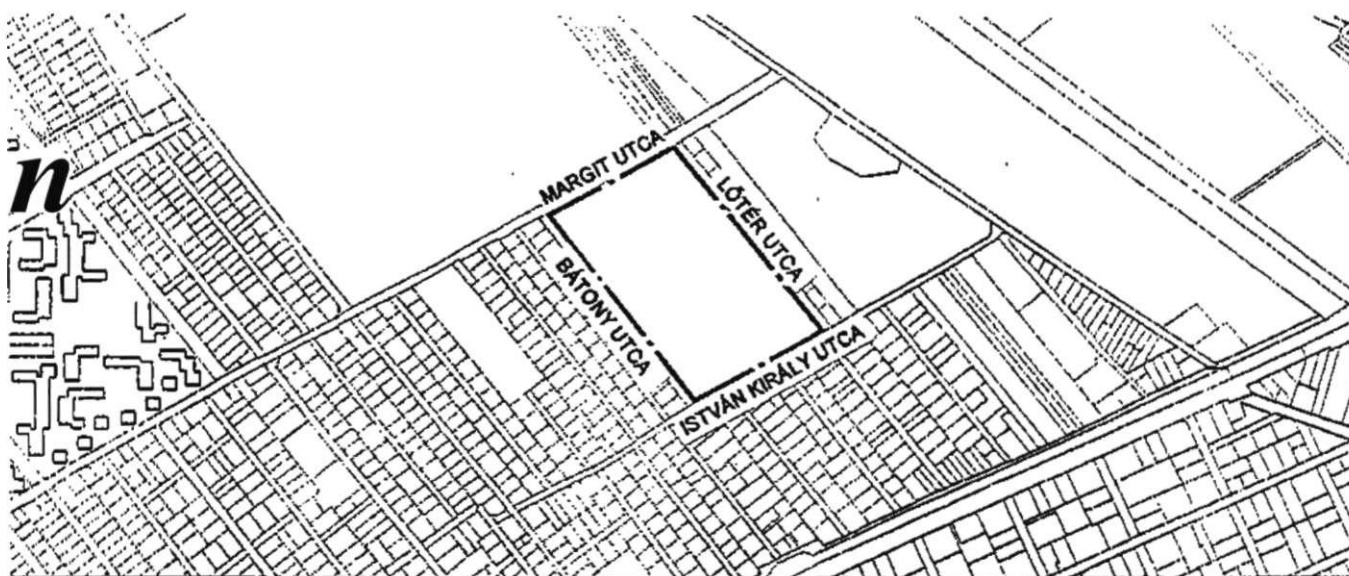 n
MARGIT UTCA
LŐTÉR UTCA
BÁTONY UTCA
ISTVÁN KIRÁLY UTCA